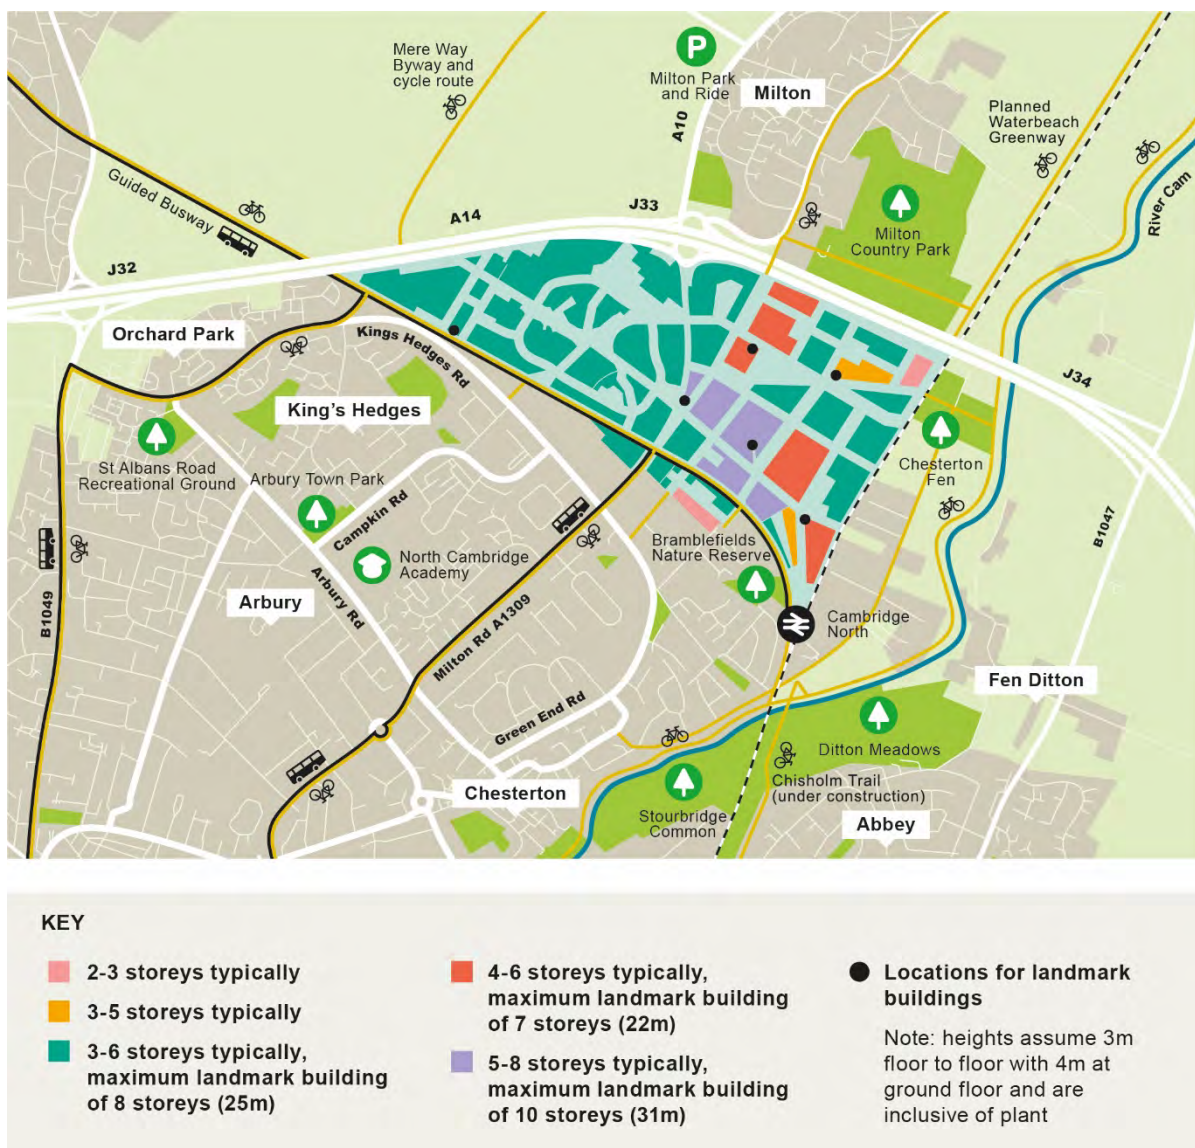 Mere Way
Byway and
cycle route
P
Milton Park
and Ride
Milton
A10
Planned
Waterbeach
Greenway
River Cam
Guided Busway
A14
J33
Milton
Country Park
J32
Orchard Park
Kings Hedges Rd
J34
King's Hedges
St Albans Road
Recreational Ground
Arbury Town Park
Campkin Rd
Chesterton
Fen
B1047
Bramblefields
Nature Reserve
North Cambridge
Academy
B1049
Arbury
Arbury Rd
Milton Rd A1309
Cambridge
North
Green End Rd
Fen Ditton
Ditton Meadows
Chesterton
Chisholm Trail
(under construction)
Stourbridge
Common
Abbey
KEY
2-3 storeys typically
3-5 storeys typically
3-6 storeys typically,
maximum landmark building
of 8 storeys (25m)
4-6 storeys typically,
maximum landmark building
of 7 storeys (22m)
5-8 storeys typically,
maximum landmark building
of 10 storeys (31m)
Locations for landmark
buildings
Note: heights assume 3m
floor to floor with 4m at
ground floor and are
inclusive of plant